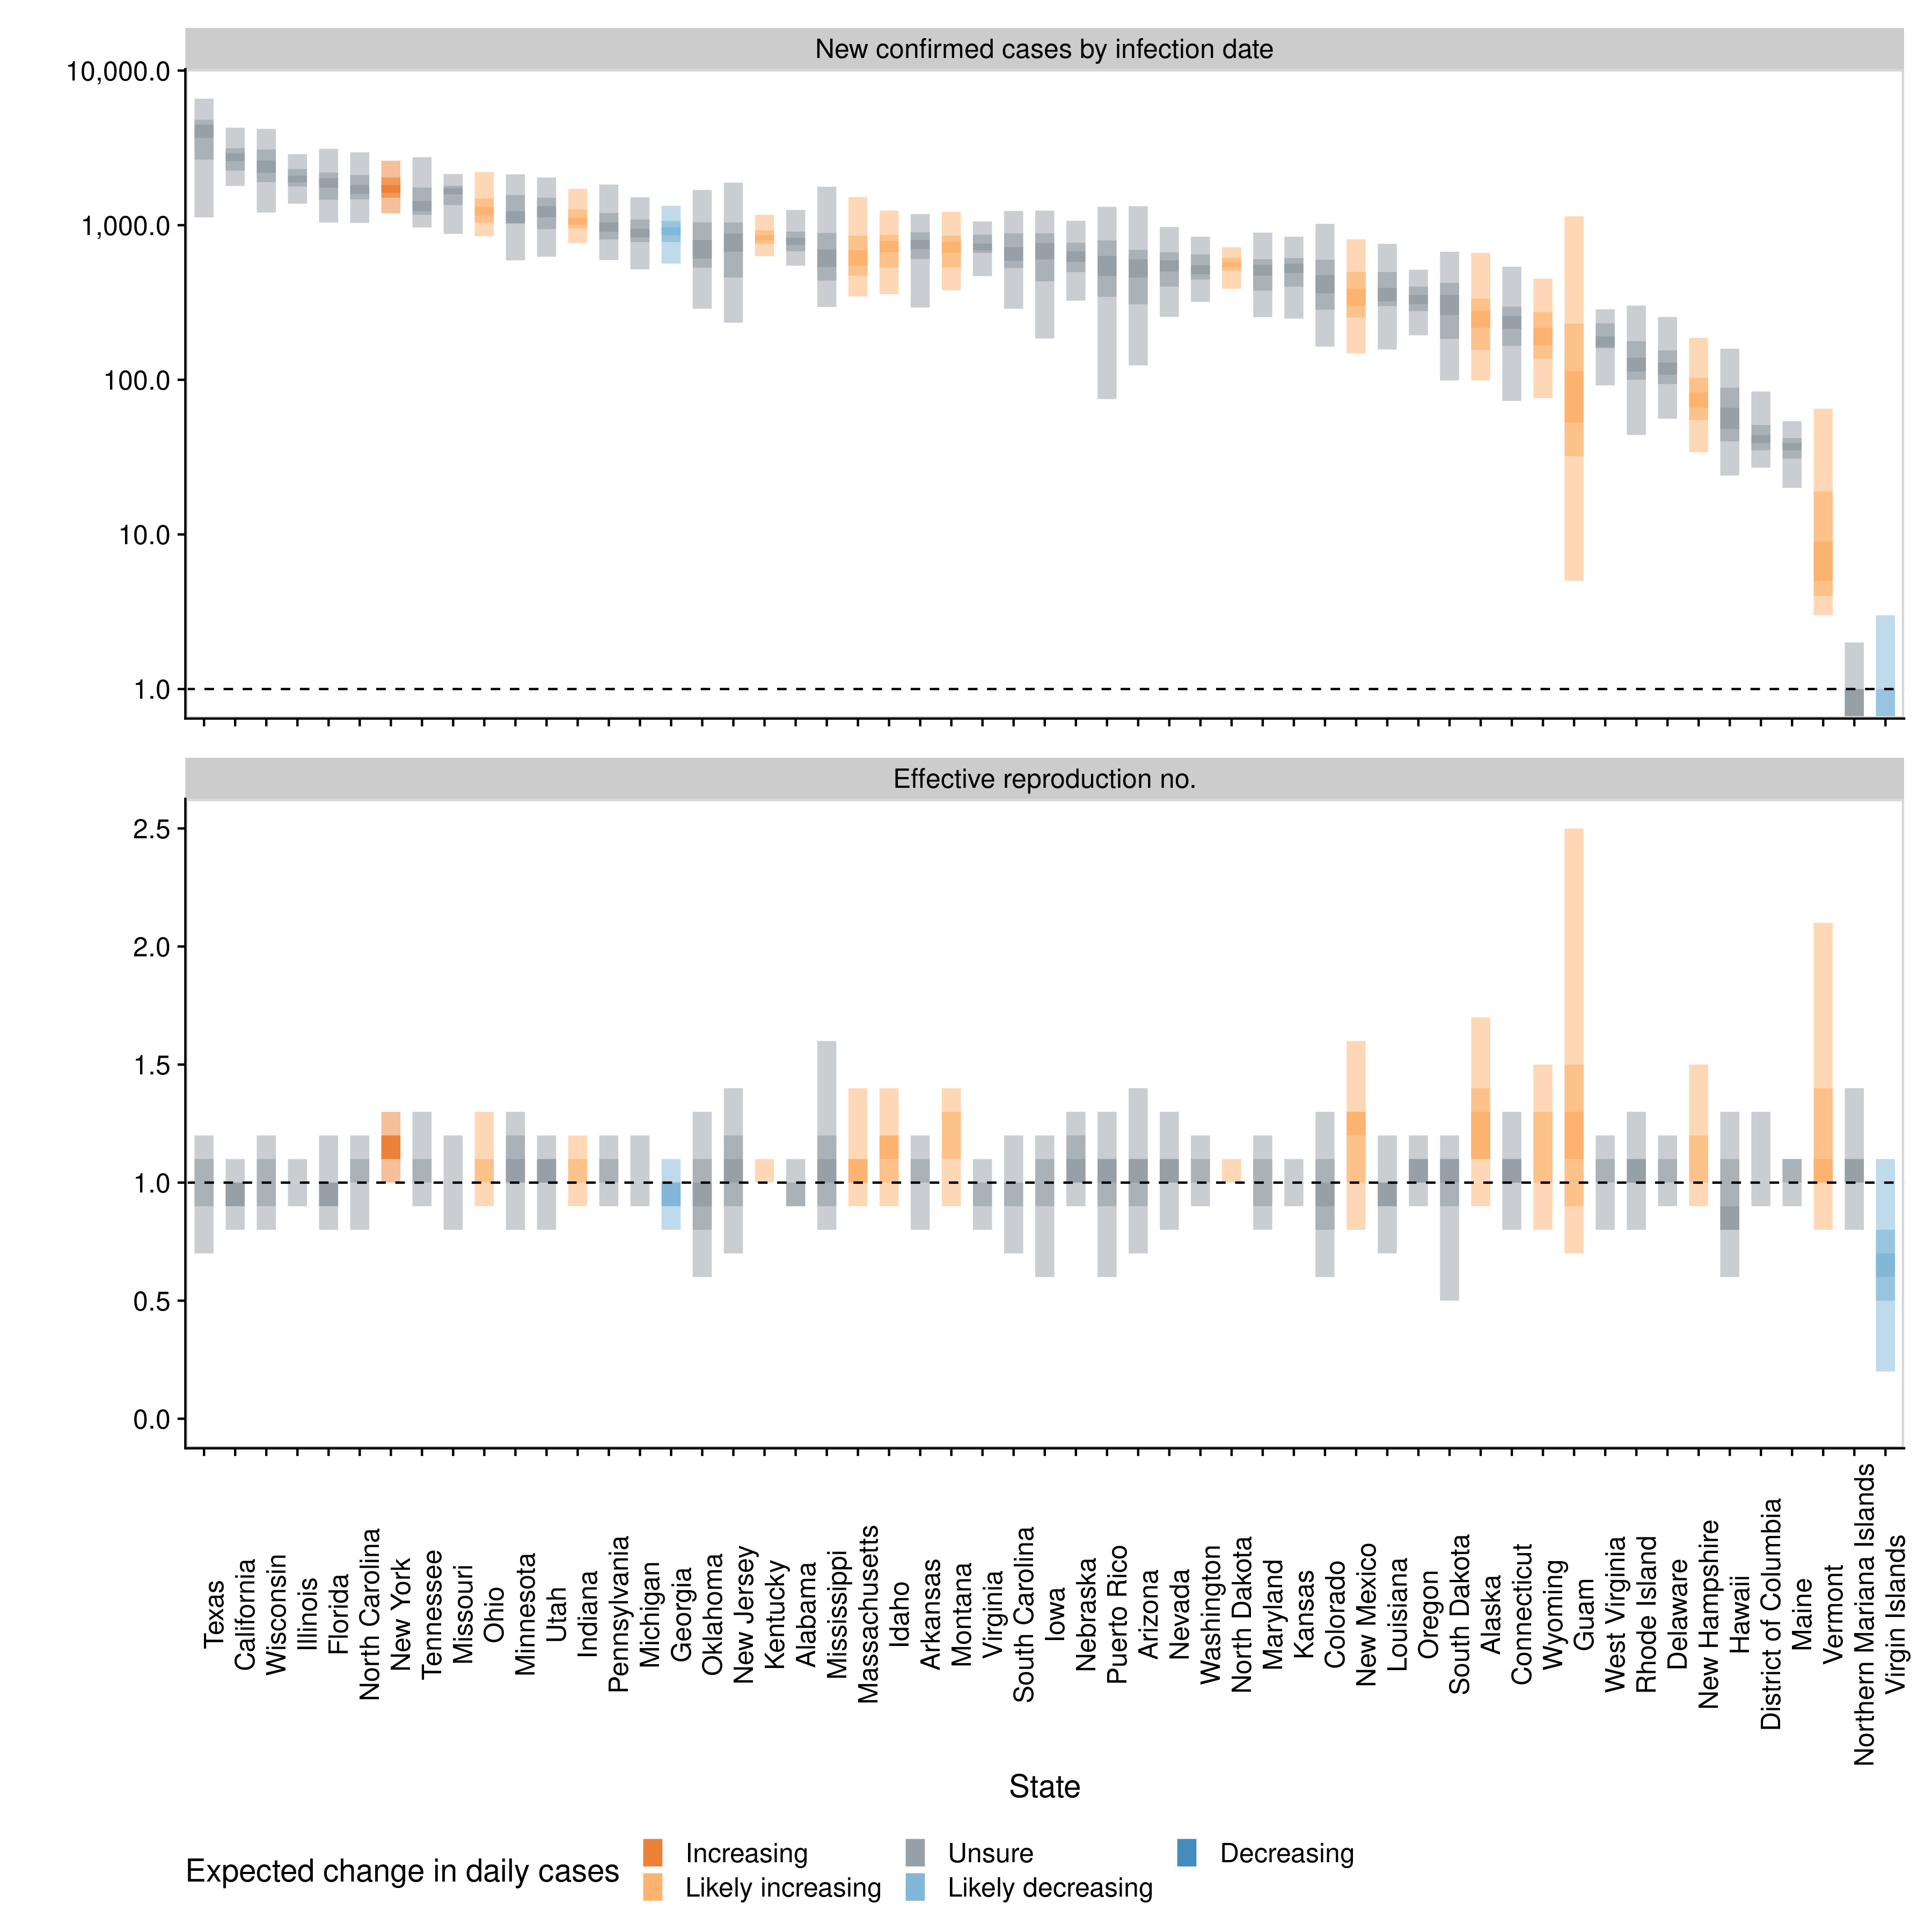 New confirmed cases by infection date
10,000.0
1,000.0
100.0
10.0
1.0
Effective reproduction no.
2.5
2.0
1.5
1.0
0.5
0.0
Texas
California
Wisconsin
Illinois
Florida
North Carolina
New York
Tennessee
Missouri
Ohio
Minnesota
Utah
Indiana
Pennsylvania
Michigan
Georgia
Oklahoma
New Jersey
Kentucky
Alabama
Mississippi
Massachusetts
Idaho
Arkansas
Montana
Virginia
South Carolina
Iowa
Nebraska
Puerto Rico
Arizona
Nevada
Washington
North Dakota
Maryland
Kansas
Colorado
New Mexico
Louisiana
Oregon
South Dakota
Alaska
Connecticut
Wyoming
Guam
West Virginia
Rhode Island
Delaware
New Hampshire
Hawaii
District of Columbia
Maine
Vermont
Northern Mariana Islands
Virgin Islands
State
Expected change in daily cases
Increasing
Likely increasing
Unsure
Likely decreasing
Decreasing